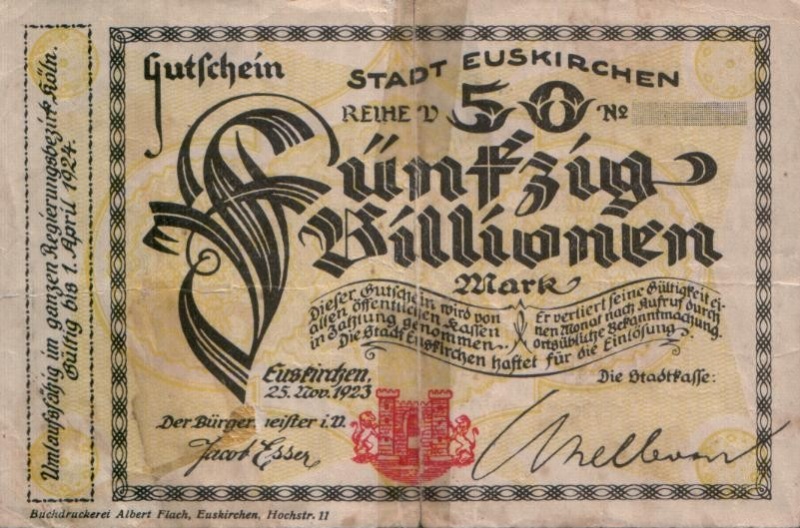 Umlaufsfähig im ganzen Regierungsbezirk Köln.
Gültig bis 1. April 1924.
Gutschein
STADT EUSKIRCHEN
REIHE V 50 No
Fünfzig
Billionen
Mark
Dieser Gutschein wird von
allen öffentlichen Kassen
in Zahlung genommen.
Die Stadt Euskirchen haftet für die Einlösung.
Er verliert seine Gültigkeit ei-
nen Monat nach Aufruf durch
ortsübliche Bekanntmachung.
Euskirchen,
25. Nov. 1923
Die Stadtkasse:
Der Bürgermeister i.V.
Jacob Esser
Buchdruckerei Albert Flach, Euskirchen, Hochstr. 11